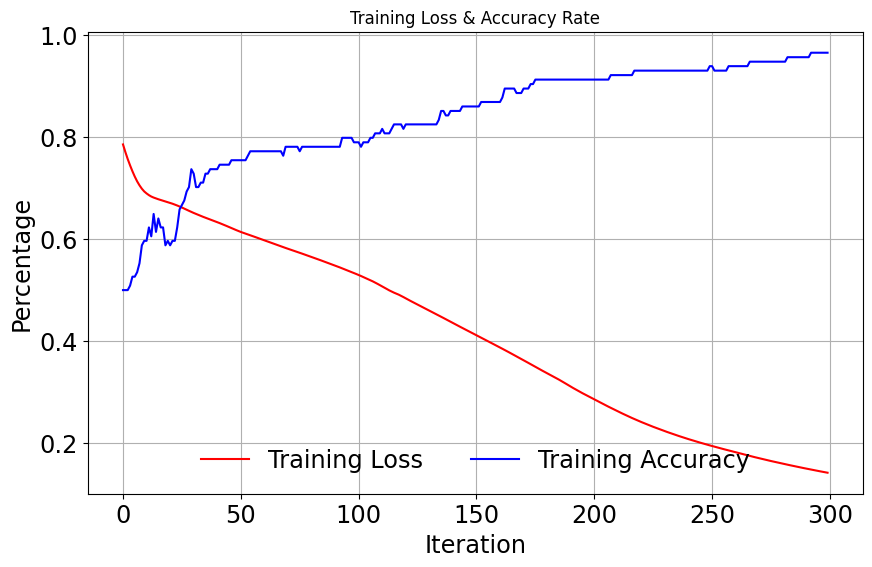 Training Loss & Accuracy Rate
1.0
0.8
0.6
0.4
0.2
Percentage
Training Loss Training Accuracy
0 50 100 150 200 250 300
Iteration